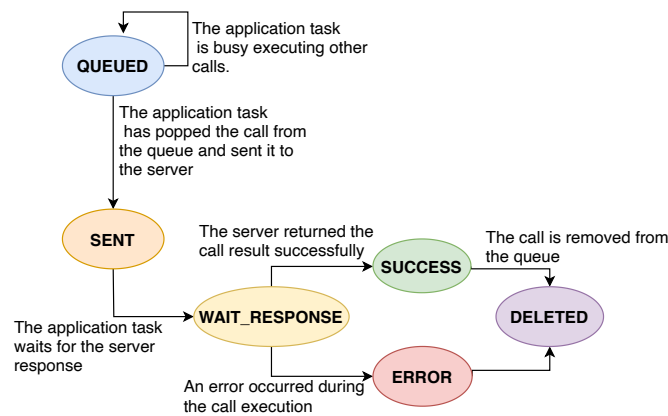 The application task
is busy executing other
calls.
QUEUED
The application task
has popped the call from
the queue and sent it to
the server
SENT
The server returned the
call result successfully
SUCCESS
The call is removed from
the queue
WAIT_RESPONSE
DELETED
The application task
waits for the server
response
An error occurred during
the call execution
ERROR